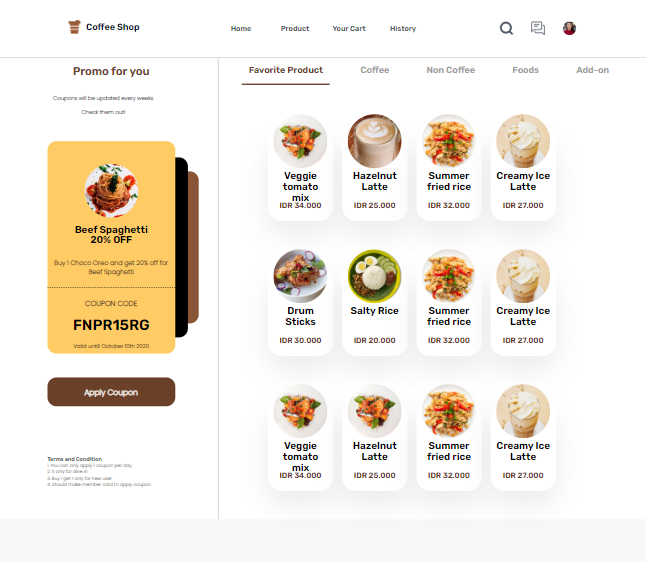 Coffee Shop
Home
Product
Your Cart
History
Promo for you
Coupons will be updated every weeks.
Check them out!
Beef Spaghetti
20% OFF
Buy 1 Choco Oreo and get 20% off for
Beef Spaghetti
COUPON CODE
FNPR15RG
Valid untill October 10th 2020
Apply Coupon
Terms and Condition
1. You can only apply 1 coupon per day
2. It only for dine in
3. Buy 1 get 1 only for new user
4. Should make member card to apply coupon
Favorite Product
Coffee
Non Coffee
Foods
Add-on
Veggie
tomato
mix
IDR 34.000
Hazelnut
Latte
IDR 25.000
Summer
fried rice
IDR 32.000
Creamy Ice
Latte
IDR 27.000
Drum
Sticks
IDR 30.000
Salty Rice
IDR 20.000
Summer
fried rice
IDR 32.000
Creamy Ice
Latte
IDR 27.000
Veggie
tomato
mix
IDR 34.000
Hazelnut
Latte
IDR 25.000
Summer
fried rice
IDR 32.000
Creamy Ice
Latte
IDR 27.000